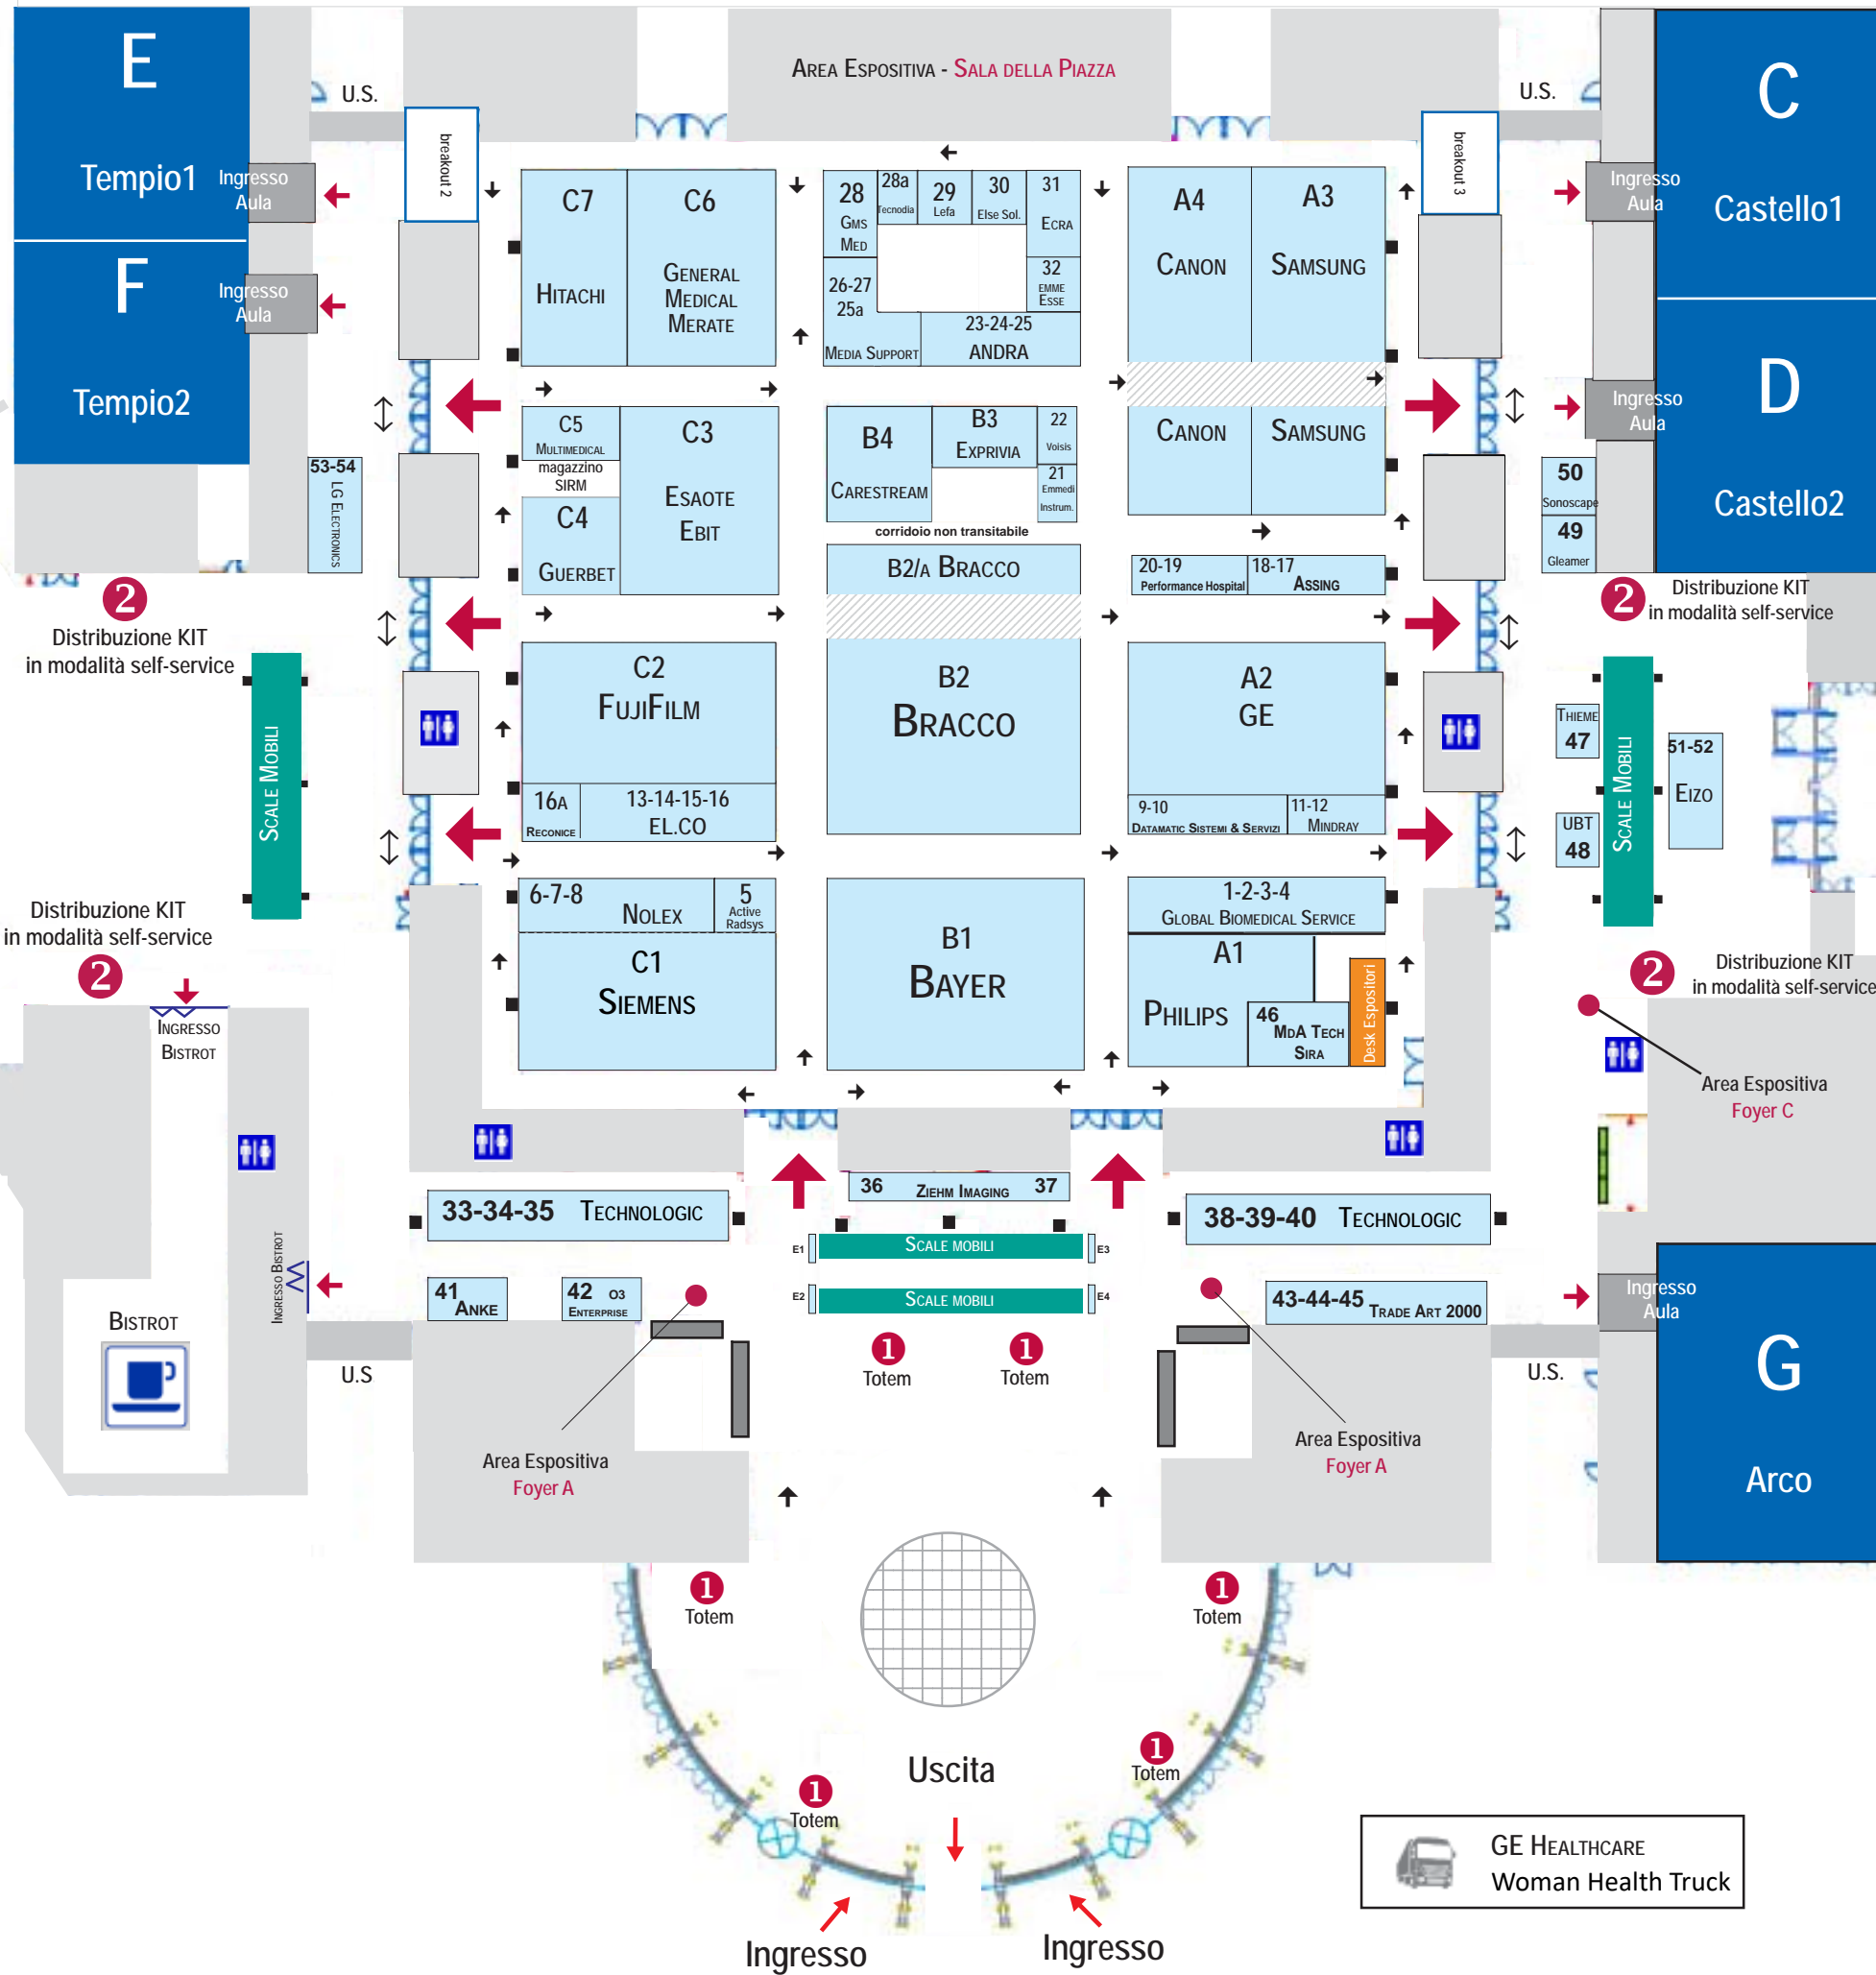 AREA ESPOSITIVA - SALA DELLA PIAZZA
E
Tempio1
Ingresso
Aula
F
Tempio2
Ingresso
Aula
U.S.
breakout 2
U.S.
breakout 3
C
Castello1
Ingresso
Aula
D
Castello2
Ingresso
Aula
C7
HITACHI
C6
GENERAL
MEDICAL
MERATE
28
GMS
MED
28a
Tecnodia
29
Lefa
30
Else Sol.
31
ECRA
32
EMME
ESSE
26-27
25a
MEDIA SUPPORT
23-24-25
ANDRA
A4
CANON
A3
SAMSUNG
CANON
SAMSUNG
C5
MULTIMEDICAL
magazzino
SIRM
C4
GUERBET
C3
ESAOTE
EBIT
B4
CARESTREAM
B3
EXPRIVIA
22
Voisis
21
Emmedi
Instrum.
corridoio non transitabile
B2/A BRACCO
20-19
Performance Hospital
18-17
ASSING
53-54
LG ELECTRONICS
50
Sonoscape
49
Gleamer
2
Distribuzione KIT
in modalità self-service
2
Distribuzione KIT
in modalità self-service
SCALE MOBILI
C2
FUJIFILM
16A
RECONICE
13-14-15-16
EL.CO
B2
BRACCO
A2
GE
9-10
DATAMATIC SISTEMI & SERVIZI
11-12
MINDRAY
THIEME
47
UBT
48
SCALE MOBILI
51-52
EIZO
6-7-8
NOLEX
5
Active
Radsys
C1
SIEMENS
B1
BAYER
1-2-3-4
GLOBAL BIOMEDICAL SERVICE
A1
PHILIPS
46
MDA TECH
SIRA
Desk Espositori
Distribuzione KIT
in modalità self-service
2
INGRESSO
BISTROT
2
Distribuzione KIT
in modalità self-service
Area Espositiva
Foyer C
33-34-35 TECHNOLOGIC
36 ZIEHM IMAGING 37
38-39-40 TECHNOLOGIC
E1
SCALE MOBILI
E3
E2
SCALE MOBILI
E4
INGRESSO BISTROT
BISTROT
41
ANKE
42 O3
ENTERPRISE
43-44-45 TRADE ART 2000
1
Totem
1
Totem
U.S
U.S.
Ingresso
Aula
G
Arco
Area Espositiva
Foyer A
Area Espositiva
Foyer A
1
Totem
1
Totem
1
Totem
1
Totem
Uscita
Ingresso
Ingresso
GE HEALTHCARE
Woman Health Truck